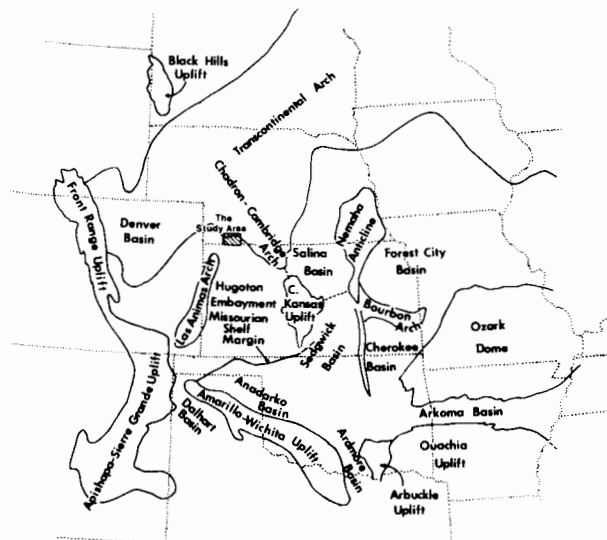 Black Hills
Uplift
Transcontinental Arch
Chadron-Cambridge
Arch
Front Range Uplift
Denver
Basin
The
Study Area
Salina
Basin
Nemaha
Anticline
Forest City
Basin
Las Animas Arch
Hugoton
Embayment
Missourian
Shelf
Margin
C.
Kansas
Uplift
Sedgwick
Basin
Bourbon
Arch
Cherokee
Basin
Ozark
Dome
Apishapa-Sierre Grande Uplift
Dalhart
Basin
Anadarko
Basin
Amarillo-Wichita Uplift
Ardmore
Basin
Arkoma Basin
Ouachia
Uplift
Arbuckle
Uplift